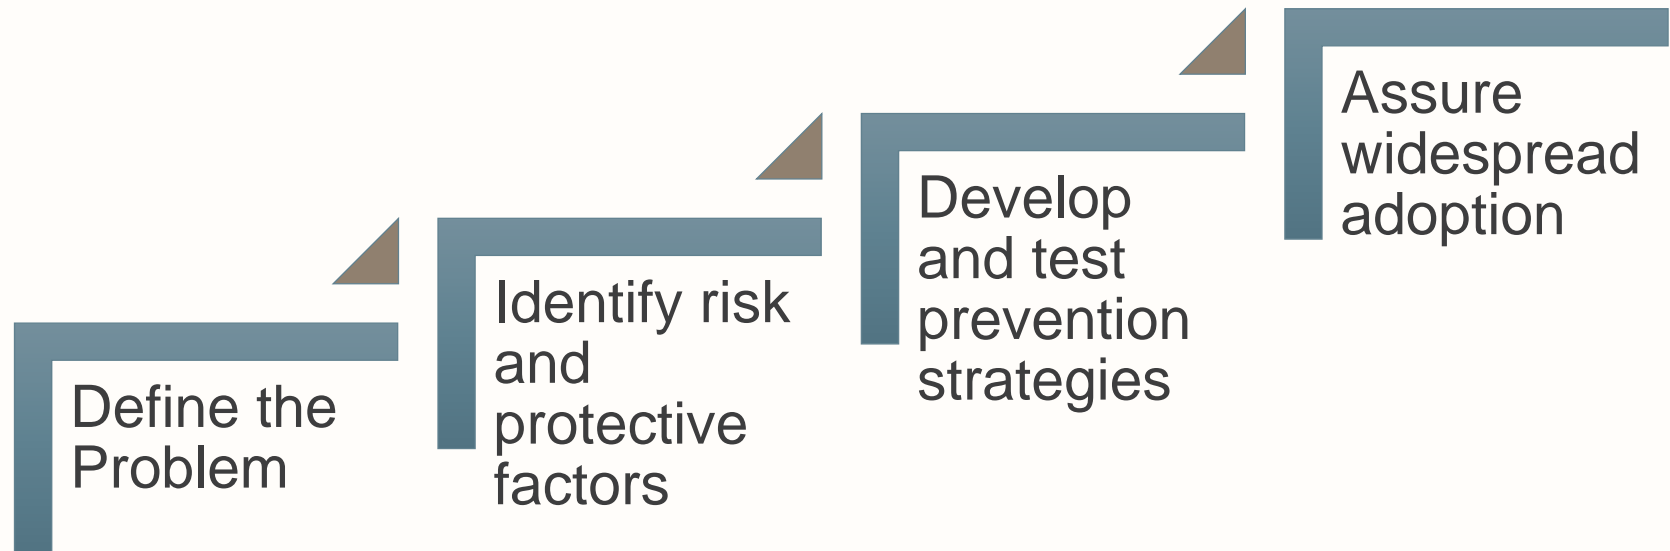 Define the
Problem
Identify risk
and
protective
factors
Develop
and test
prevention
strategies
Assure
widespread
adoption